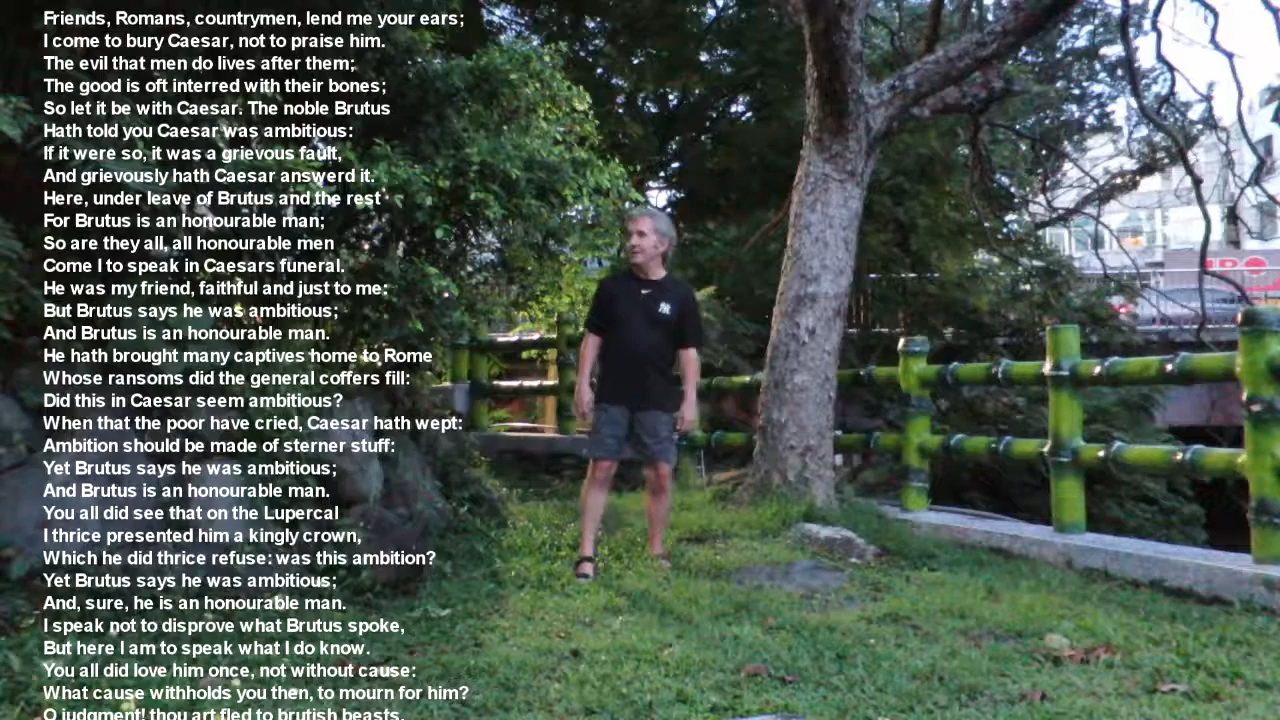 Friends, Romans, countrymen, lend me your ears;
I come to bury Caesar, not to praise him.
The evil that men do lives after them;
The good is oft interred with their bones;
So let it be with Caesar. The noble Brutus
Hath told you Caesar was ambitious:
If it were so, it was a grievous fault,
And grievously hath Caesar answerd it.
Here, under leave of Brutus and the rest
For Brutus is an honourable man;
So are they all, all honourable men
Come I to speak in Caesars funeral.
He was my friend, faithful and just to me:
But Brutus says he was ambitious;
And Brutus is an honourable man.
He hath brought many captives home to Rome
Whose ransoms did the general coffers fill:
Did this in Caesar seem ambitious?
When that the poor have cried, Caesar hath wept:
Ambition should be made of sterner stuff:
Yet Brutus says he was ambitious;
And Brutus is an honourable man.
You all did see that on the Lupercal
I thrice presented him a kingly crown,
Which he did thrice refuse: was this ambition?
Yet Brutus says he was ambitious;
And, sure, he is an honourable man.
I speak not to disprove what Brutus spoke,
But here I am to speak what I do know.
You all did love him once, not without cause:
What cause withholds you then, to mourn for him?
O judgment! thou art fled to brutish beasts,
NY